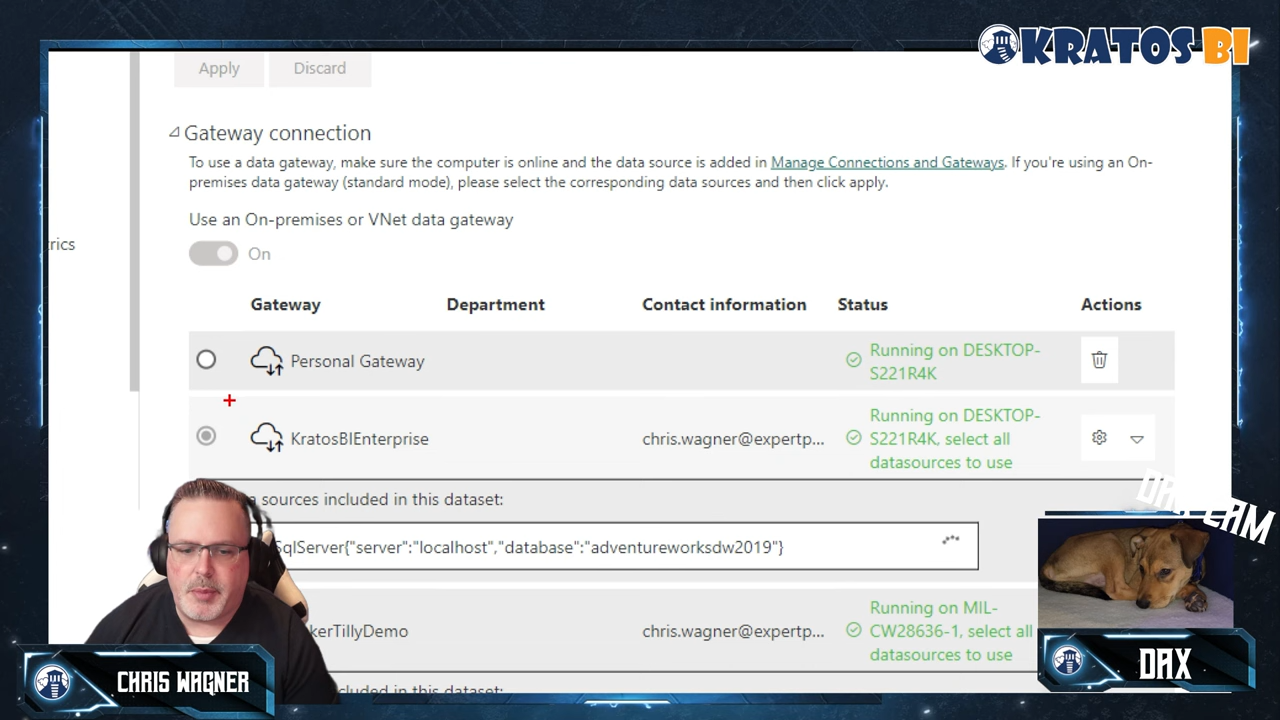 KRATOS BI
Apply
Discard
Gateway connection
To use a data gateway, make sure the computer is online and the data source is added in Manage Connections and Gateways. If you're using an On-
premises data gateway (standard mode), please select the corresponding data sources and then click apply.
Use an On-premises or VNet data gateway
On
Gateway Department Contact information Status Actions
Personal Gateway
Running on DESKTOP-
S221R4K
KratosBIEnterprise
chris.wagner@expertp...
Running on DESKTOP-
S221R4K, select all
datasources to use
sources included in this dataset:
SqlServer{"server":"localhost","database":"adventureworksdw2019"}
kerTillyDemo
chris.wagner@expertp...
Running on MIL-
CW28636-1, select all
datasources to use
included in this dataset:
CHRIS WAGNER
CAM
DAX